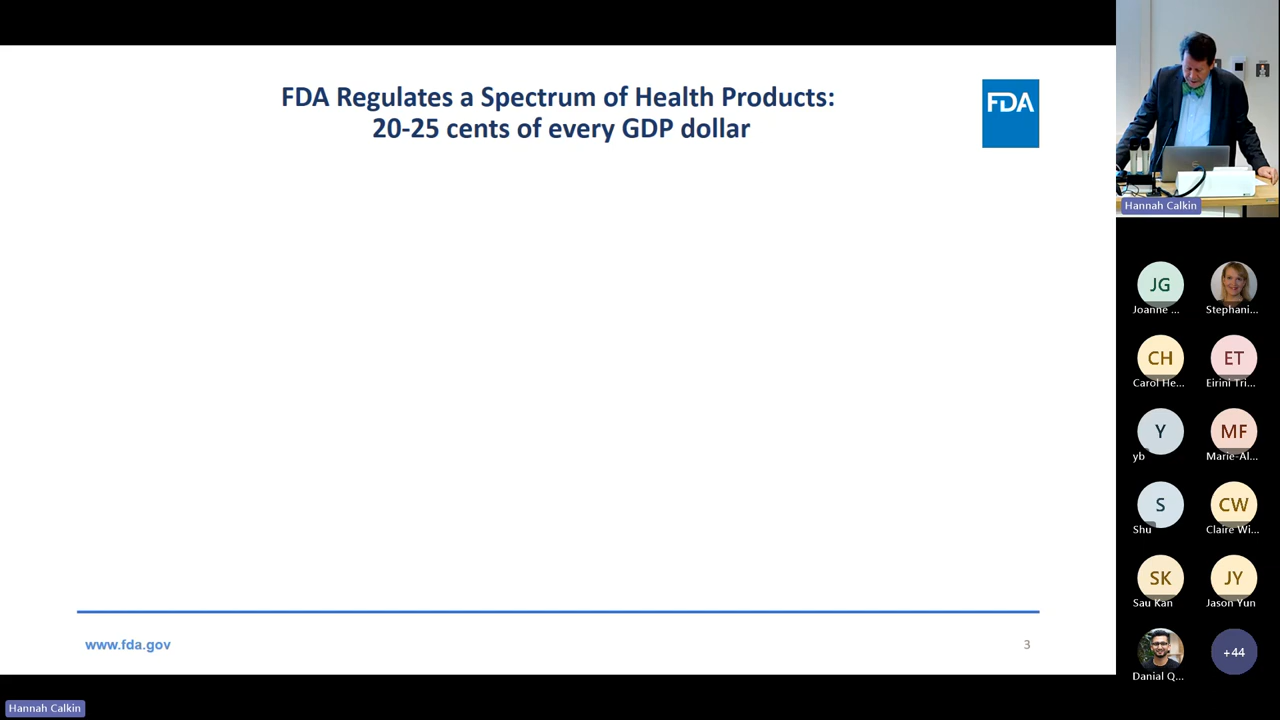 FDA Regulates a Spectrum of Health Products:
20-25 cents of every GDP dollar
FDA
www.fda.gov
3
Hannah Calkin
Hannah Calkin
JG
Joanne ...
Stephani...
CH
Carol He...
ET
Eirini Tri...
Y
yb
MF
Marie-Al...
S
Shu
CW
Claire Wi...
SK
Sau Kan
JY
Jason Yun
Danial Q...
+44